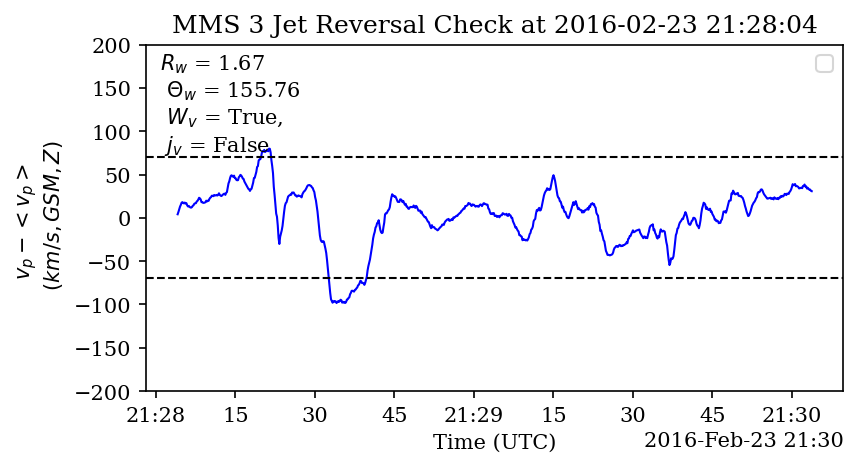 MMS 3 Jet Reversal Check at 2016-02-23 21:28:04
200
150
100
50
0
−50
−100
−150
−200
v_p − < v_p >
(km/s, GSM, Z)
R_w = 1.67
Θ_w = 155.76
W_v = True,
j_v = False
21:28 15 30 45 21:29 15 30 45 21:30
Time (UTC)
2016-Feb-23 21:30